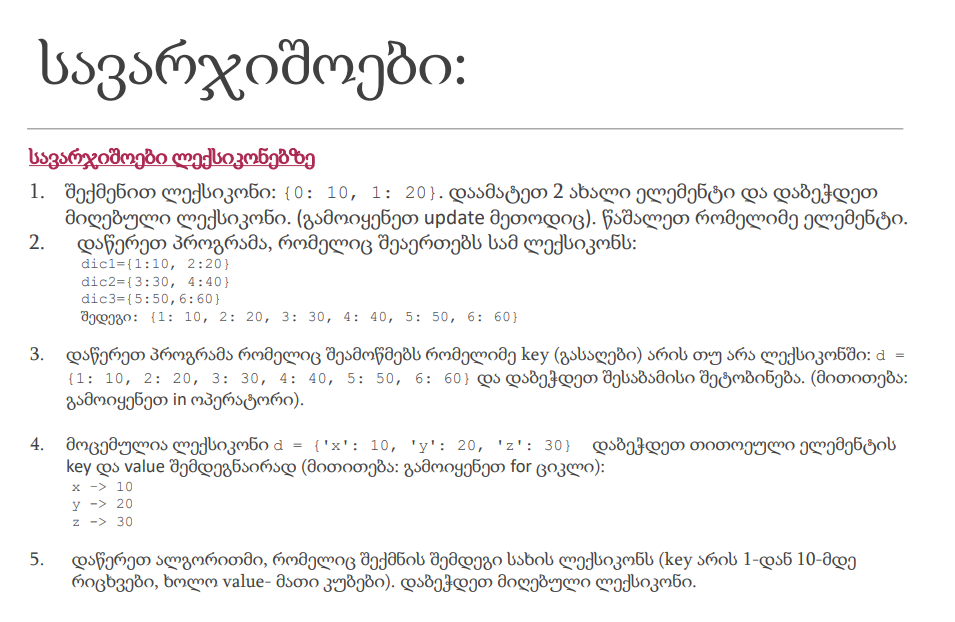 სავარჯიშოები:
სავარჯიშოები ლექსიკონებზე
1. შექმენით ლექსიკონი: {0: 10, 1: 20}. დაამატეთ 2 ახალი ელემენტი და დაბეჭდეთ
მიღებული ლექსიკონი. (გამოიყენეთ update მეთოდიც). წაშალეთ რომელიმე ელემენტი.
2. დაწერეთ პროგრამა, რომელიც შეაერთებს სამ ლექსიკონს:
dic1={1:10, 2:20}
dic2={3:30, 4:40}
dic3={5:50,6:60}
შედეგი: {1: 10, 2: 20, 3: 30, 4: 40, 5: 50, 6: 60}
3. დაწერეთ პროგრამა რომელიც შეამოწმებს რომელიმე key (გასაღები) არის თუ არა ლექსიკონში: d =
{1: 10, 2: 20, 3: 30, 4: 40, 5: 50, 6: 60} და დაბეჭდეთ შესაბამისი შეტობინება. (მითითება:
გამოიყენეთ in ოპერატორი).
4. მოცემულია ლექსიკონი d = {'x': 10, 'y': 20, 'z': 30} დაბეჭდეთ თითოეული ელემენტის
key და value შემდეგნაირად (მითითება: გამოიყენეთ for ციკლი):
x -> 10
y -> 20
z -> 30
5. დაწერეთ ალგორითმი, რომელიც შექმნის შემდეგი სახის ლექსიკონს (key არის 1-დან 10-მდე
რიცხვები, ხოლო value- მათი კუბები). დაბეჭდეთ მიღებული ლექსიკონი.